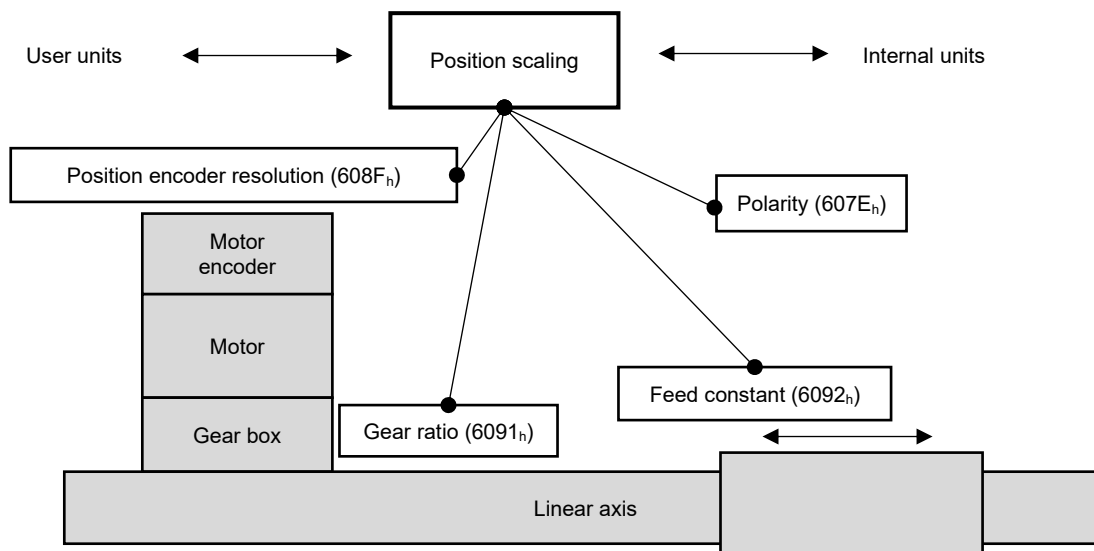 User units
Position scaling
Internal units
Position encoder resolution (608Fₕ)
Polarity (607Eₕ)
Motor
encoder
Motor
Feed constant (6092ₕ)
Gear box
Gear ratio (6091ₕ)
Linear axis